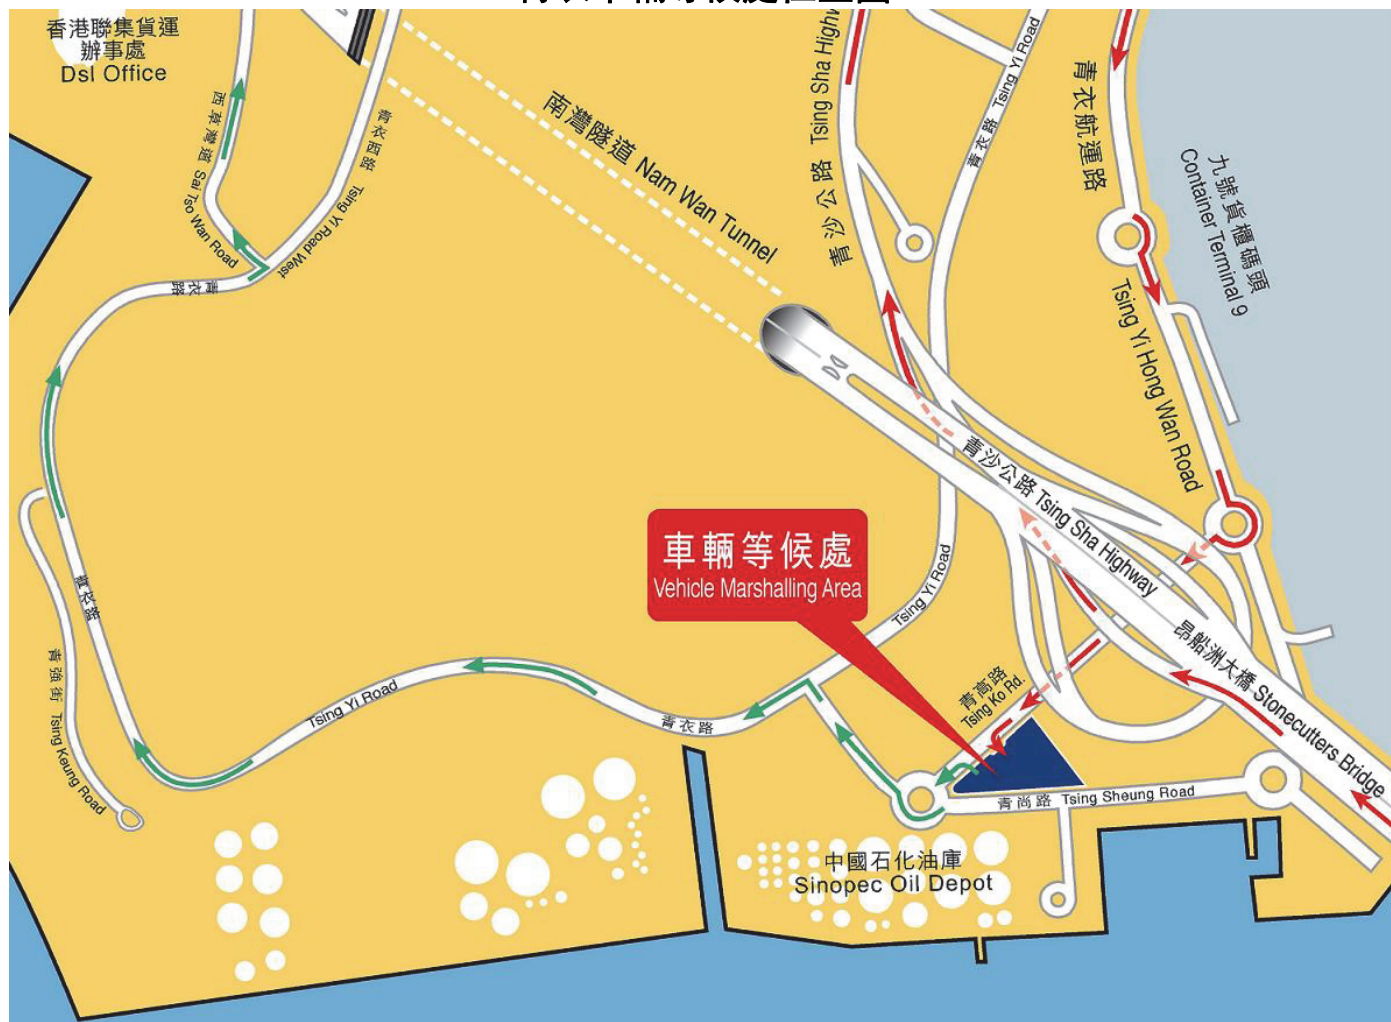 香港聯集貨運
辦事處
Dsl Office
西草灣道 Sai Tso Wan Road
青衣西路 Tsing Yi Road West
青衣路
南灣隧道 Nam Wan Tunnel
青沙公路 Tsing Sha Highw
青衣路 Tsing Yi Road
青衣航運路
九號貨櫃碼頭
Container Terminal 9
Tsing Yi Hong Wan Road
青沙公路 Tsing Sha Highway
車輛等候處
Vehicle Marshalling Area
Tsing Yi Road
昂船洲大橋 Stonecutters Bridge
青衣路
青強街 Tsing Keung Road
Tsing Yi Road
青衣路
青高路
Tsing Ko Rd.
青尚路 Tsing Sheung Road
中國石化油庫
Sinopec Oil Depot